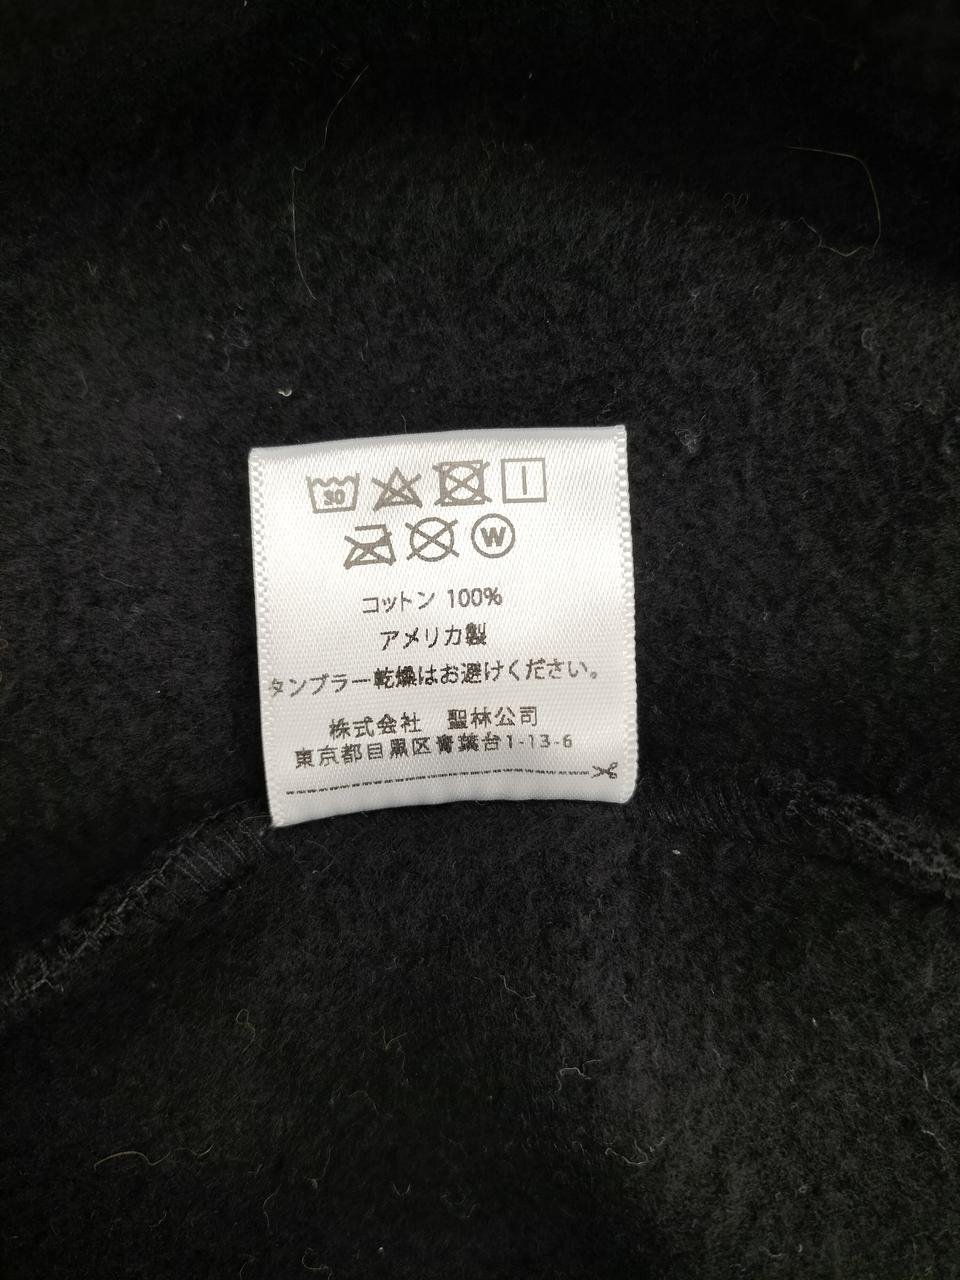 30
W
コットン 100%
アメリカ製
タンブラー乾燥はお避けください。
株式会社 聖林公司
東京都目黒区青葉台1-13-6